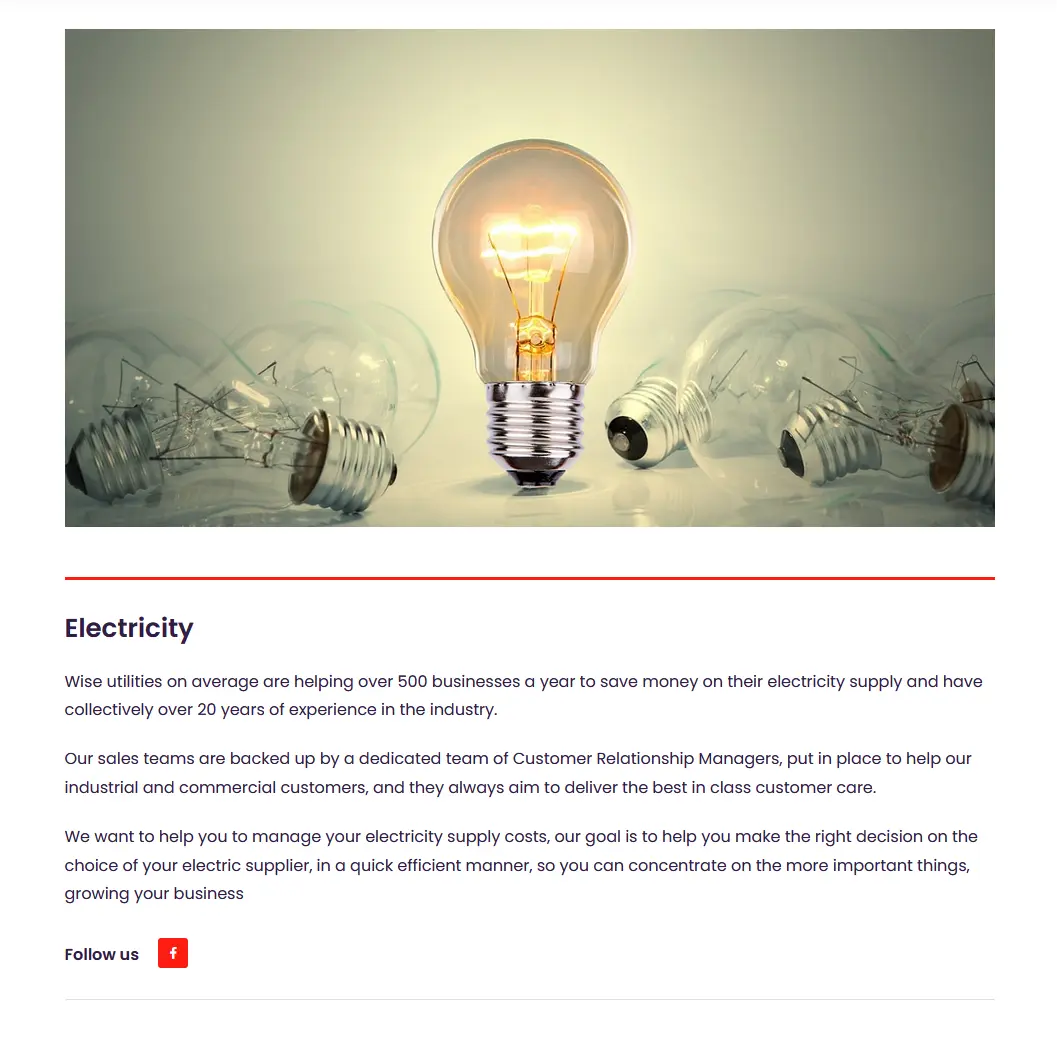 Electricity
Wise utilities on average are helping over 500 businesses a year to save money on their electricity supply and have
collectively over 20 years of experience in the industry.
Our sales teams are backed up by a dedicated team of Customer Relationship Managers, put in place to help our
industrial and commercial customers, and they always aim to deliver the best in class customer care.
We want to help you to manage your electricity supply costs, our goal is to help you make the right decision on the
choice of your electric supplier, in a quick efficient manner, so you can concentrate on the more important things,
growing your business
Follow us